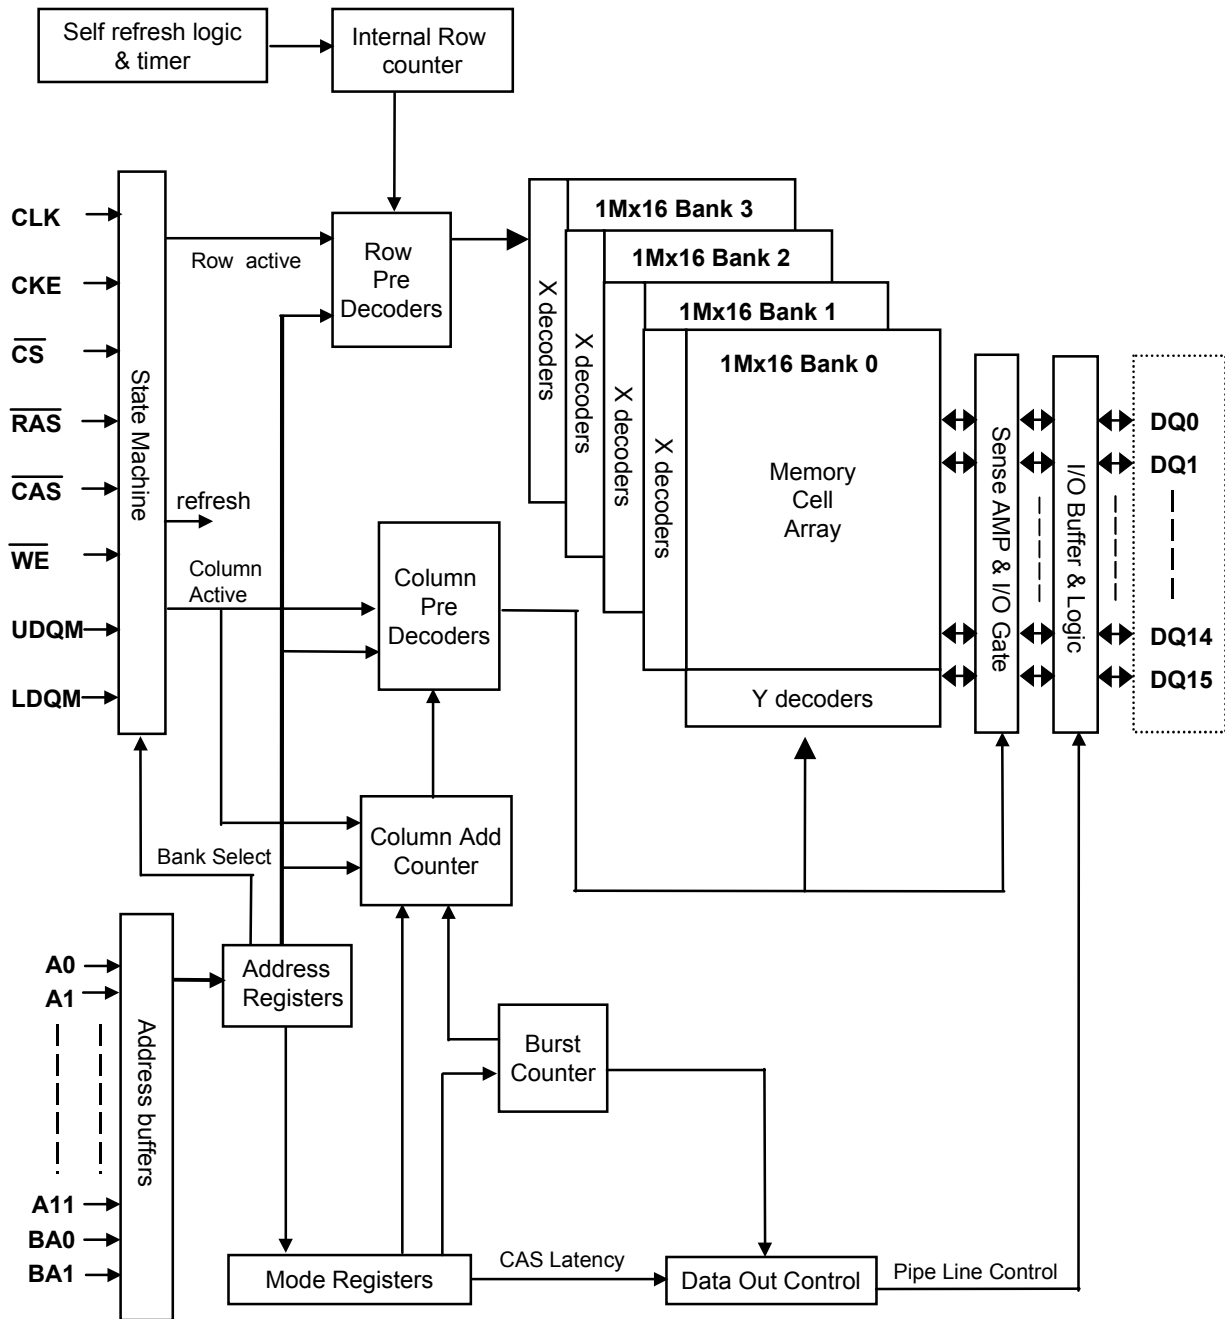 Self refresh logic
& timer
Internal Row
counter
CLK
CKE
CS
RAS
CAS
WE
UDQM
LDQM
State Machine
Row active
refresh
Column
Active
Bank Select
Row
Pre
Decoders
Column
Pre
Decoders
Column Add
Counter
X decoders
X decoders
X decoders
X decoders
1Mx16 Bank 3
1Mx16 Bank 2
1Mx16 Bank 1
1Mx16 Bank 0
Memory
Cell
Array
Y decoders
Sense AMP & I/O Gate
I/O Buffer & Logic
DQ0
DQ1
DQ14
DQ15
A0
A1
A11
BA0
BA1
Address buffers
Address
Registers
Burst
Counter
Mode Registers
CAS Latency
Data Out Control
Pipe Line Control